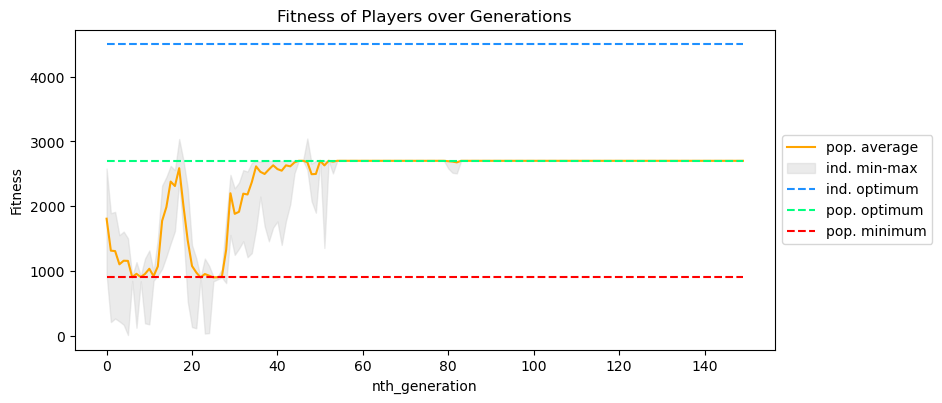 Fitness of Players over Generations
Fitness
4000
3000
2000
1000
0
0 20 40 60 80 100 120 140
nth_generation
pop. average
ind. min-max
ind. optimum
pop. optimum
pop. minimum